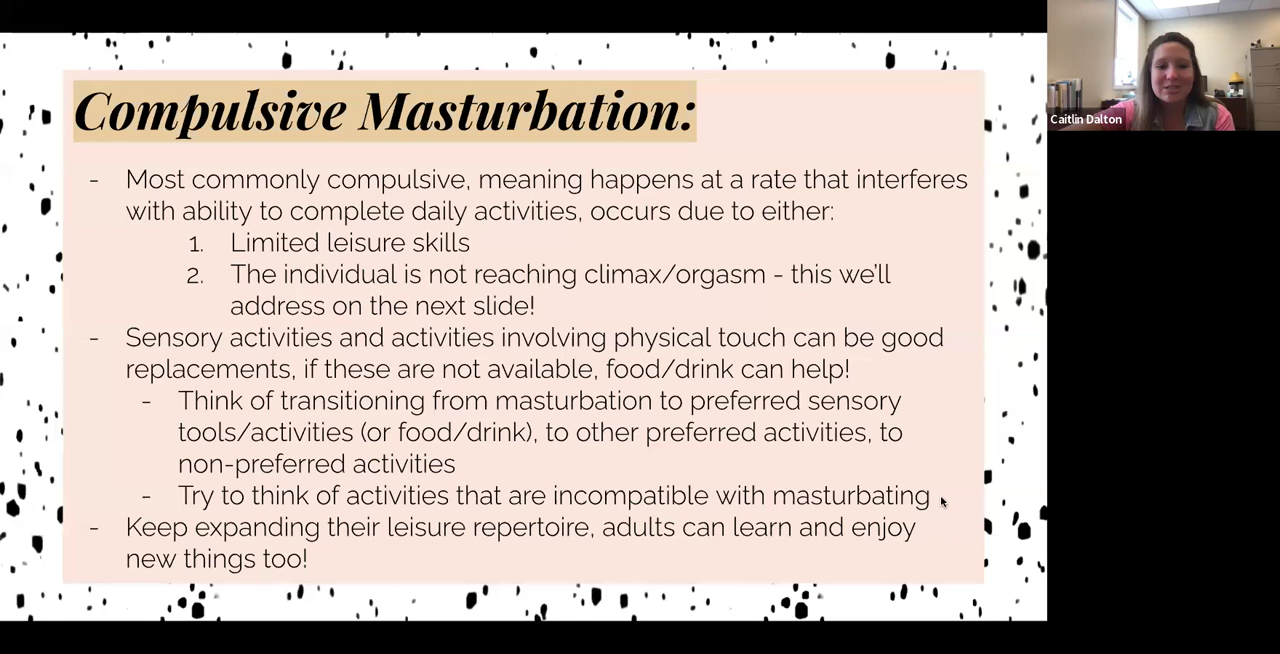 Compulsive Masturbation:
- Most commonly compulsive, meaning happens at a rate that interferes
with ability to complete daily activities, occurs due to either:
1. Limited leisure skills
2. The individual is not reaching climax/orgasm - this we'll
address on the next slide!
- Sensory activities and activities involving physical touch can be good
replacements, if these are not available, food/drink can help!
- Think of transitioning from masturbation to preferred sensory
tools/activities (or food/drink), to other preferred activities, to
non-preferred activities
- Try to think of activities that are incompatible with masturbating
- Keep expanding their leisure repertoire, adults can learn and enjoy
new things too!
Caitlin Dalton